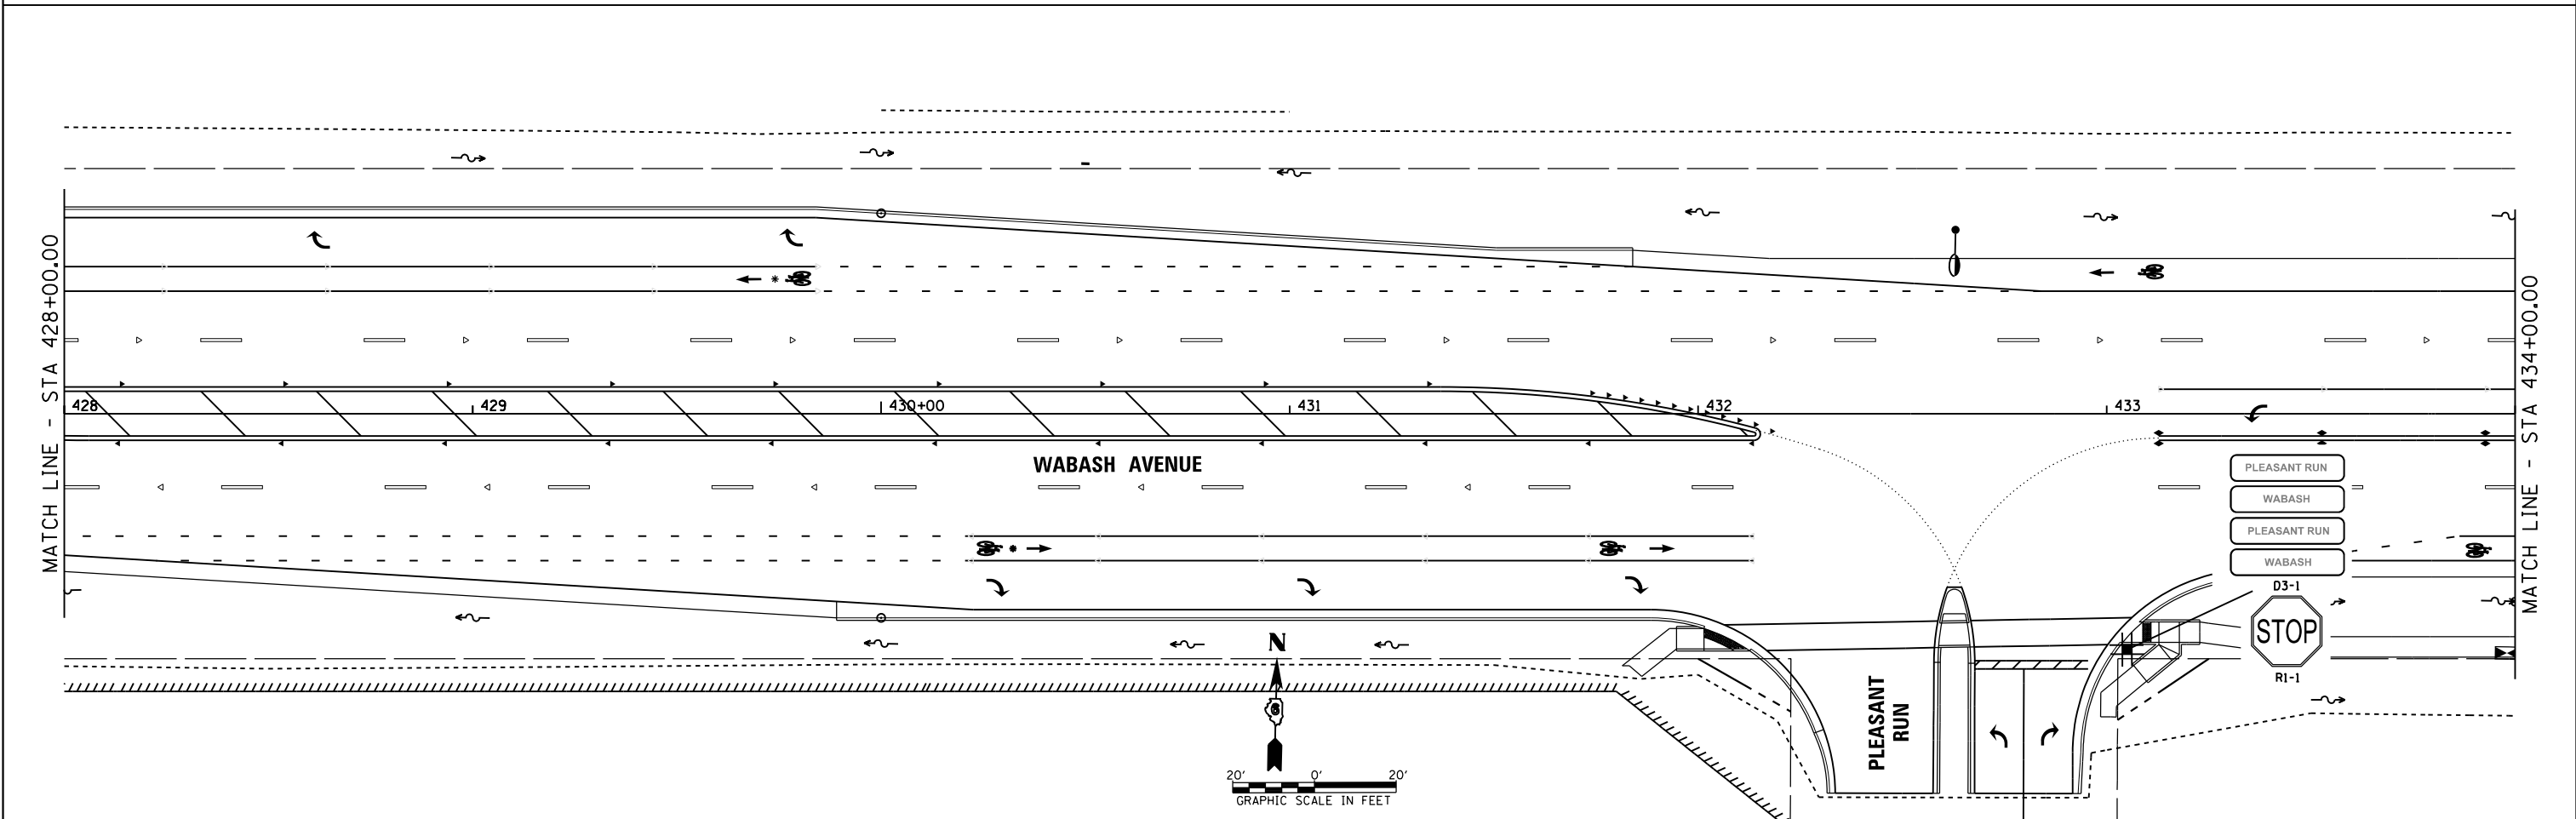 MATCH LINE - STA 428+00.00
428
429
430+00
431
432
433
WABASH AVENUE
MATCH LINE - STA 434+00.00
PLEASANT RUN
WABASH
PLEASANT RUN
WABASH
D3-1
STOP
R1-1
N
6
PLEASANT
RUN
20' 0' 20'
GRAPHIC SCALE IN FEET